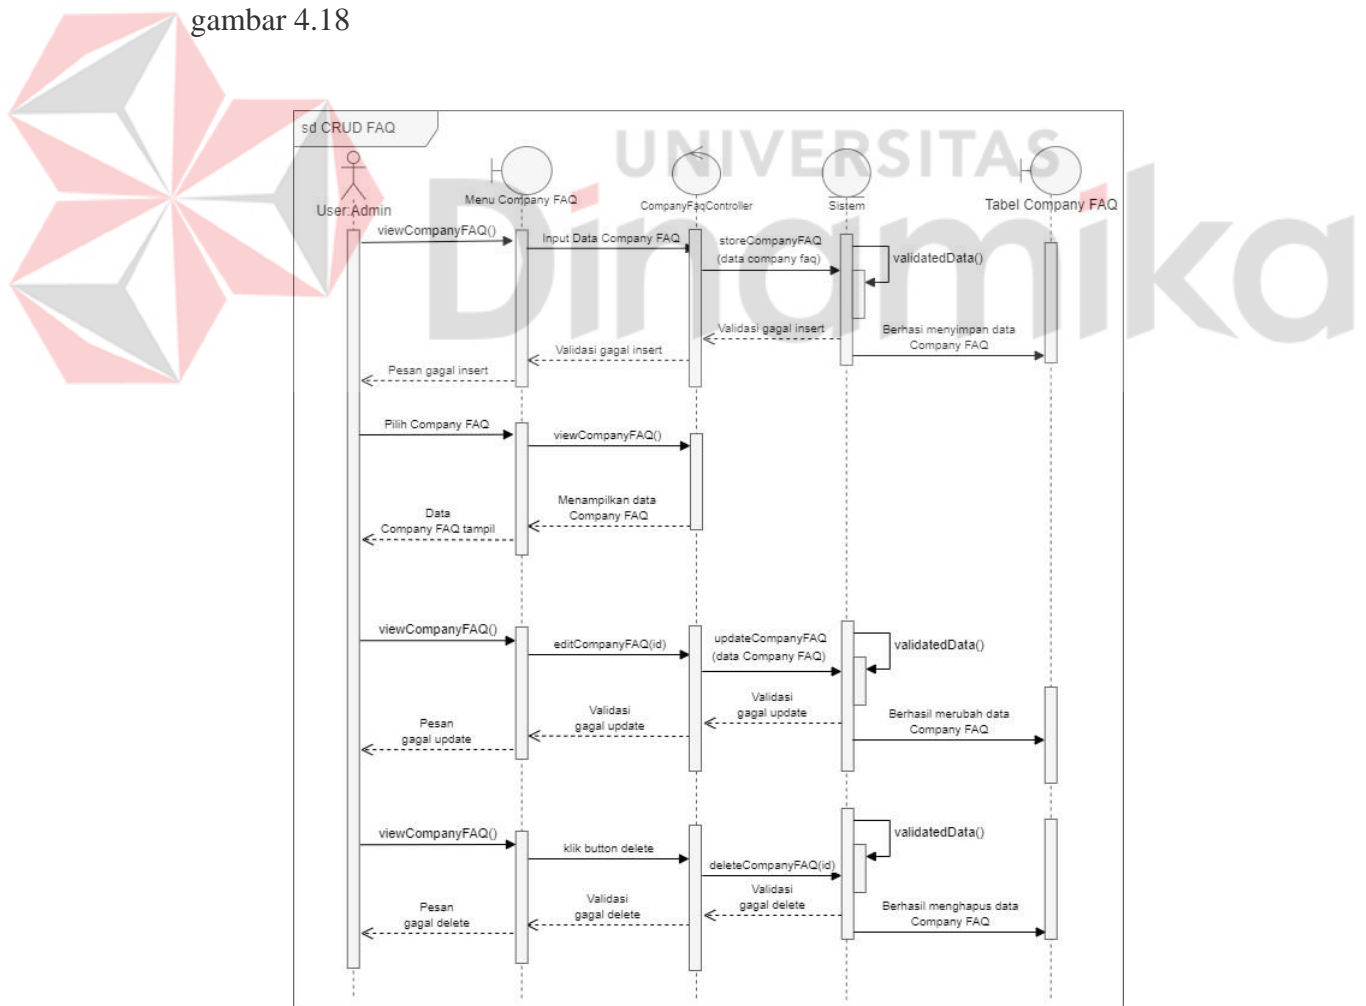 gambar 4.18
UNIVERSITAS
Dinamika
sd CRUD FAQ
User:Admin
Menu Company FAQ
CompanyFaqController
Sistem
Tabel Company FAQ
viewCompanyFAQ()
Input Data Company FAQ
storeCompanyFAQ
(data company faq)
validatedData()
Validasi gagal insert
Berhasi menyimpan data
Company FAQ
Validasi gagal insert
Pesan gagal insert
Pilih Company FAQ
viewCompanyFAQ()
Menampilkan data
Company FAQ
Data
Company FAQ tampil
viewCompanyFAQ()
editCompanyFAQ(id)
updateCompanyFAQ
(data Company FAQ)
validatedData()
Validasi
gagal update
Berhasil merubah data
Company FAQ
Validasi
gagal update
Pesan
gagal update
viewCompanyFAQ()
klik button delete
deleteCompanyFAQ(id)
validatedData()
Validasi
gagal delete
Berhasil menghapus data
Company FAQ
Validasi
gagal delete
Pesan
gagal delete